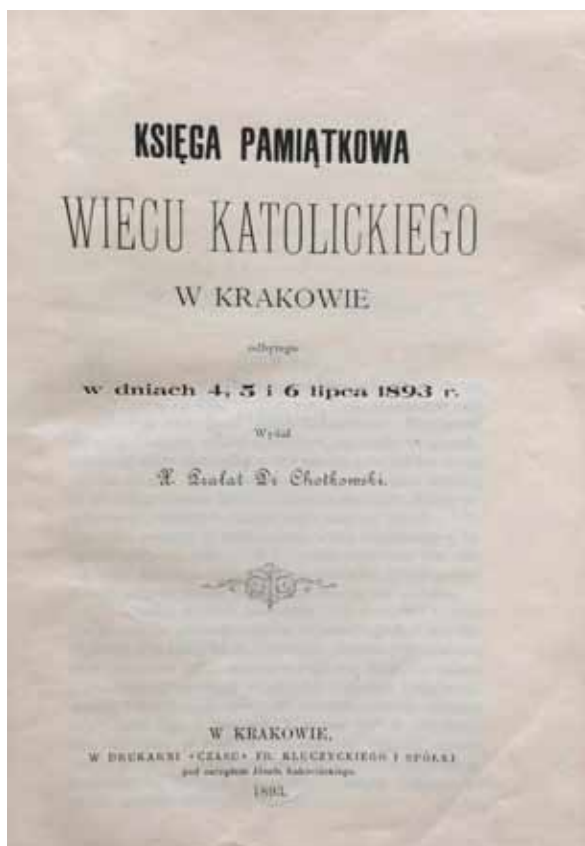 KSIĘGA PAMIĄTKOWA
WIECU KATOLICKIEGO
W KRAKOWIE
odbytego
w dniach 4, 5 i 6 lipca 1893 r.
Wydał
X. Prałat Dr Chotkowski.
W KRAKOWIE,
W DRUKARNI «CZASU» FR. KLUCZYCKIEGO I SPÓŁKI
pod zarządem Józefa Łakocińskiego.
1893.